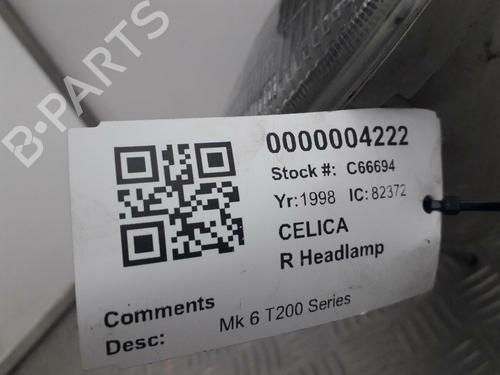 B-PARTS
0000004222
Stock #: C66694
Yr:1998 IC:82372
CELICA
R Headlamp
Comments
Desc: Mk 6 T200 Series